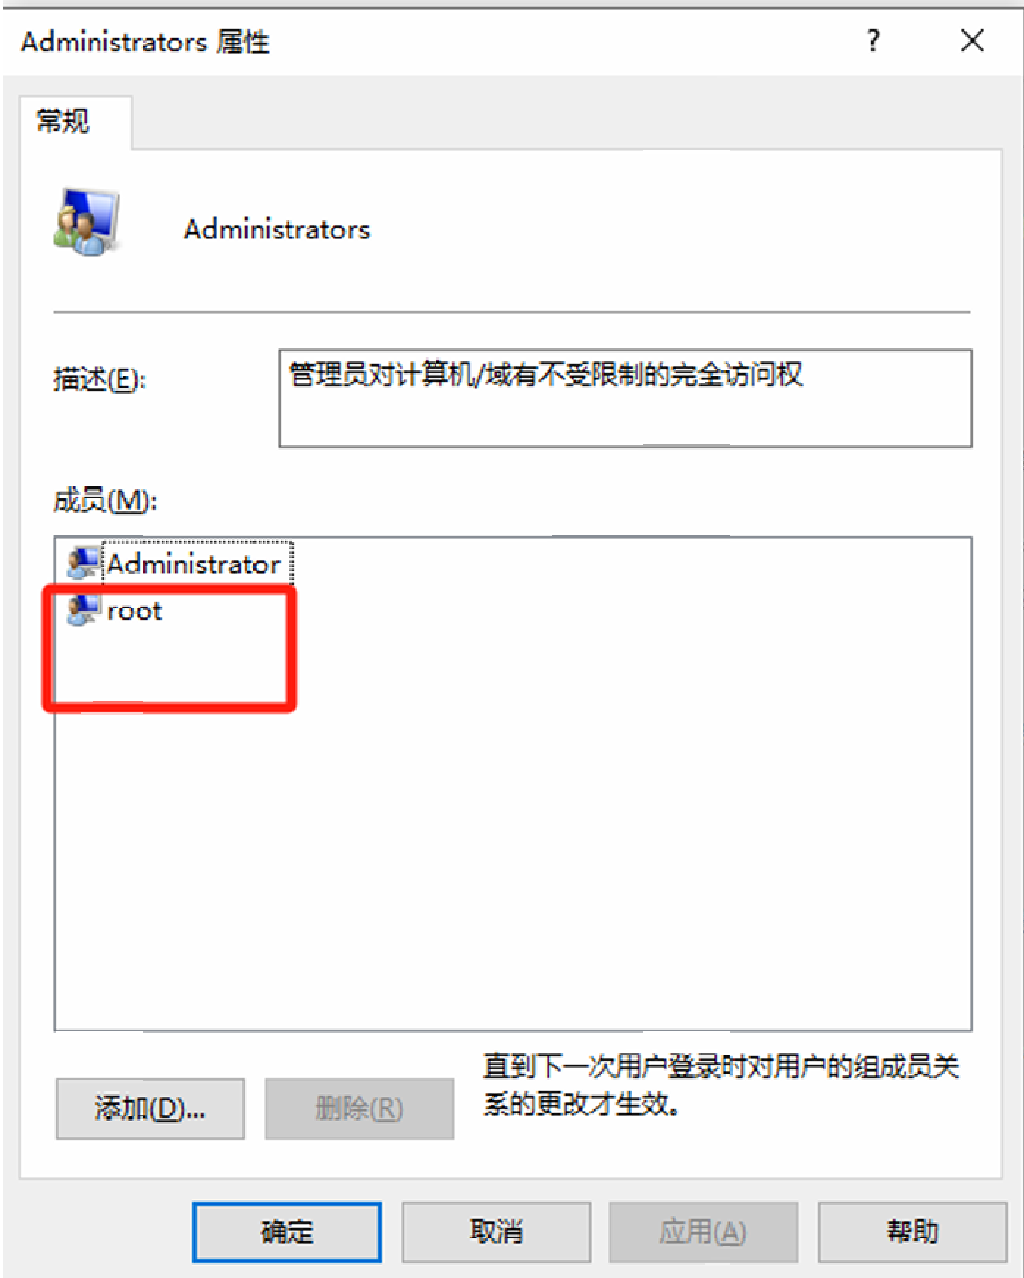 Administrators 属性
?
常规
Administrators
描述(E):
管理员对计算机/域有不受限制的完全访问权
成员(M):
Administrator
root
直到下一次用户登录时对用户的组成员关
系的更改才生效。
添加(D)...
删除(R)
确定
取消
应用(A)
帮助